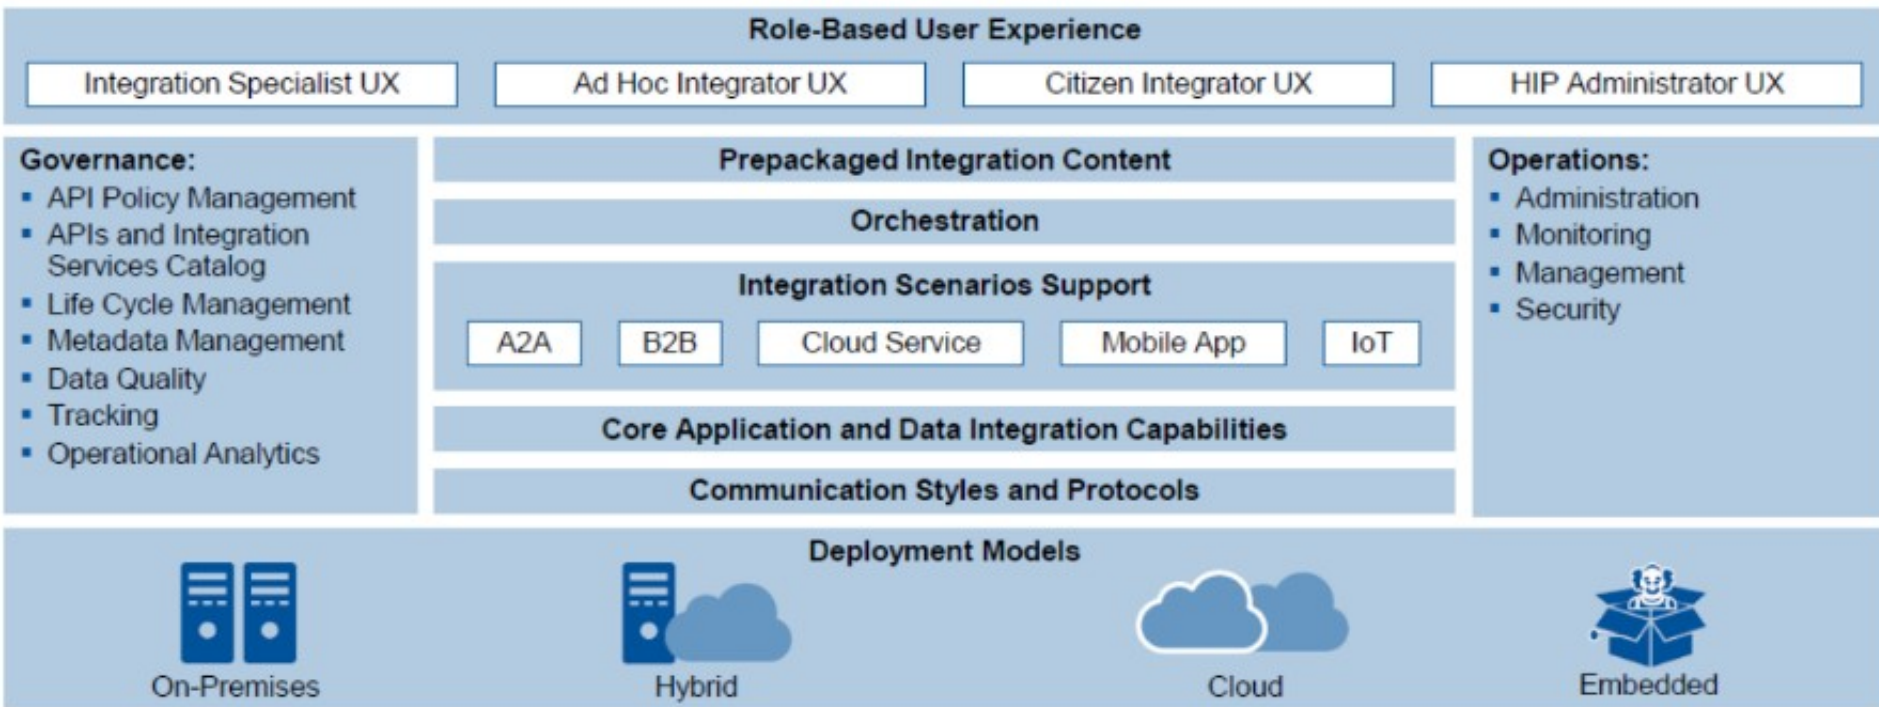 Role-Based User Experience
Integration Specialist UX
Ad Hoc Integrator UX
Citizen Integrator UX
HIP Administrator UX
Governance:
▪ API Policy Management
▪ APIs and Integration
Services Catalog
▪ Life Cycle Management
▪ Metadata Management
▪ Data Quality
▪ Tracking
▪ Operational Analytics
Prepackaged Integration Content
Orchestration
Integration Scenarios Support
A2A
B2B
Cloud Service
Mobile App
IoT
Core Application and Data Integration Capabilities
Communication Styles and Protocols
Operations:
▪ Administration
▪ Monitoring
▪ Management
▪ Security
Deployment Models
On-Premises
Hybrid
Cloud
Embedded